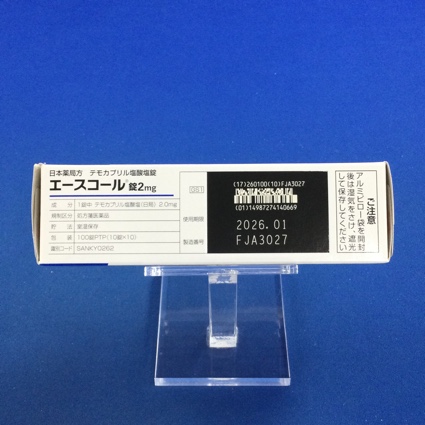 日本薬局方 テモカプリル塩酸塩錠
エースコール®錠2mg
成分 1錠中 テモカプリル塩酸塩(日局) 2.0mg
規制区分 処方箋医薬品
貯法 室温保存
包装 100錠PTP(10錠×10)
識別コード SANKYO262
GS1
使用期限
製造番号
(17)260100(10)FJA3027
(01)14987274140669
2026.01
FJA3027
ご注意
アルミピロー袋を開封
後は湿気をさけ、遮光
して保存してください